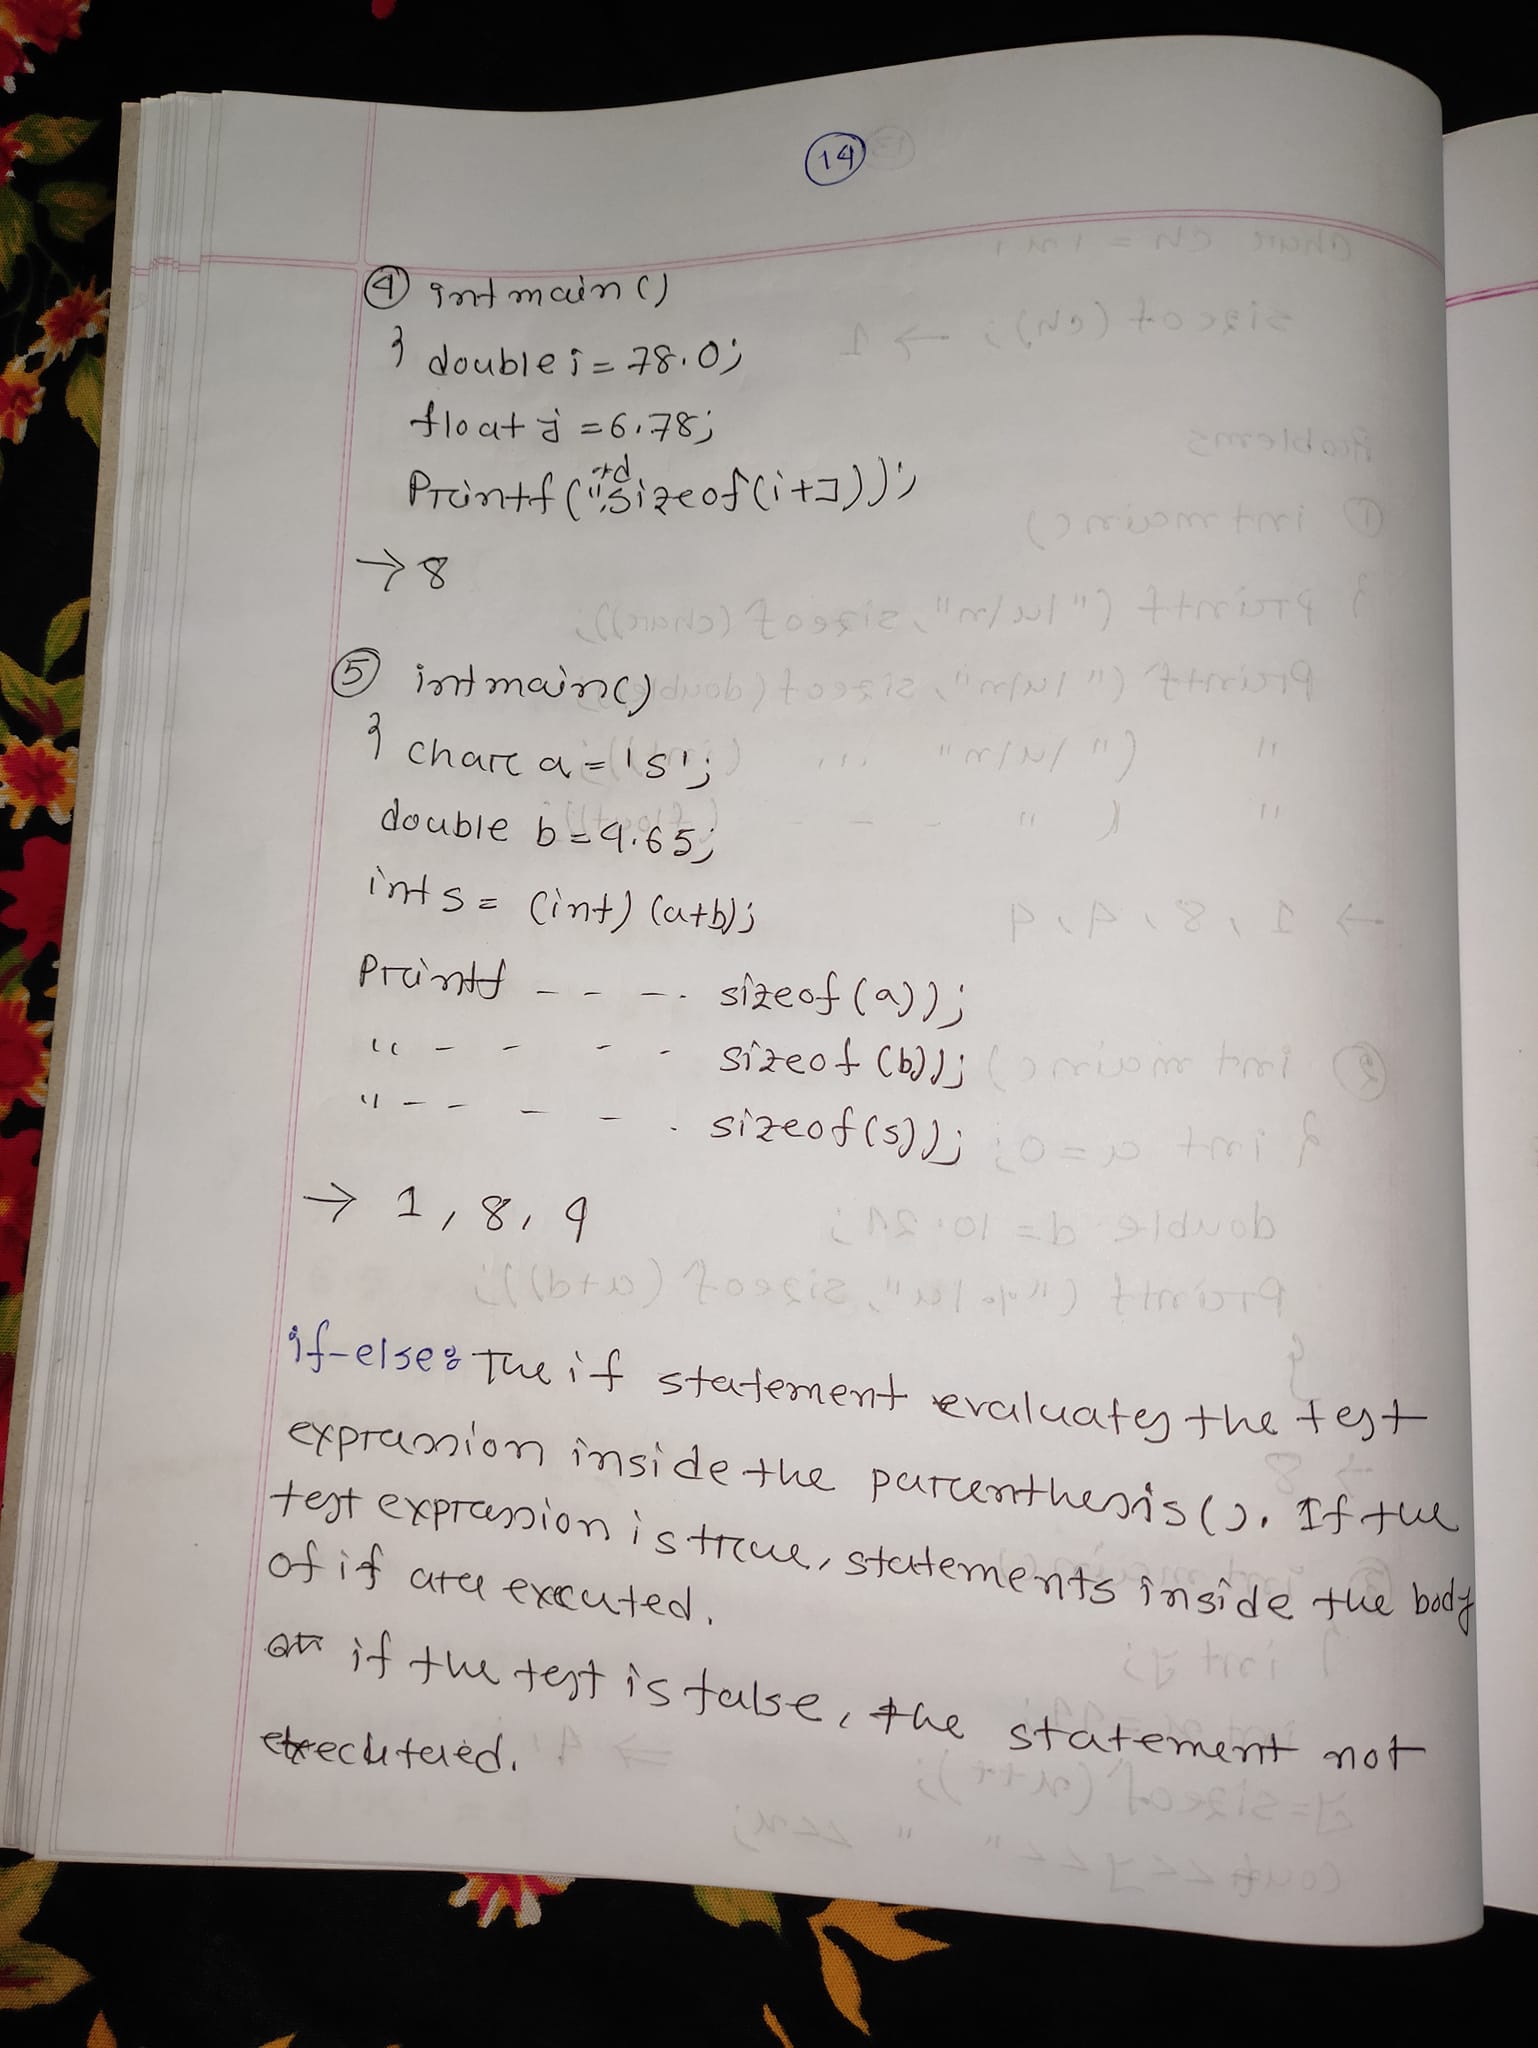 14
④ int main()
{ double i = 78.0;
float j = 6.78;
Printf("%d sizeof(i+j));
→ 8
⑤ int main()
{ char a = 's';
double b = 4.65;
int s = (int) (a+b);
Printf - - - - sizeof(a));
" - - - - sizeof(b));
" - - - - sizeof(s));
→ 1, 8, 4
if-else: The if statement evaluates the test
expression inside the parenthesis(). If the
test expression is true, statements inside the body
of if are executed.
if the test is false, the statement not